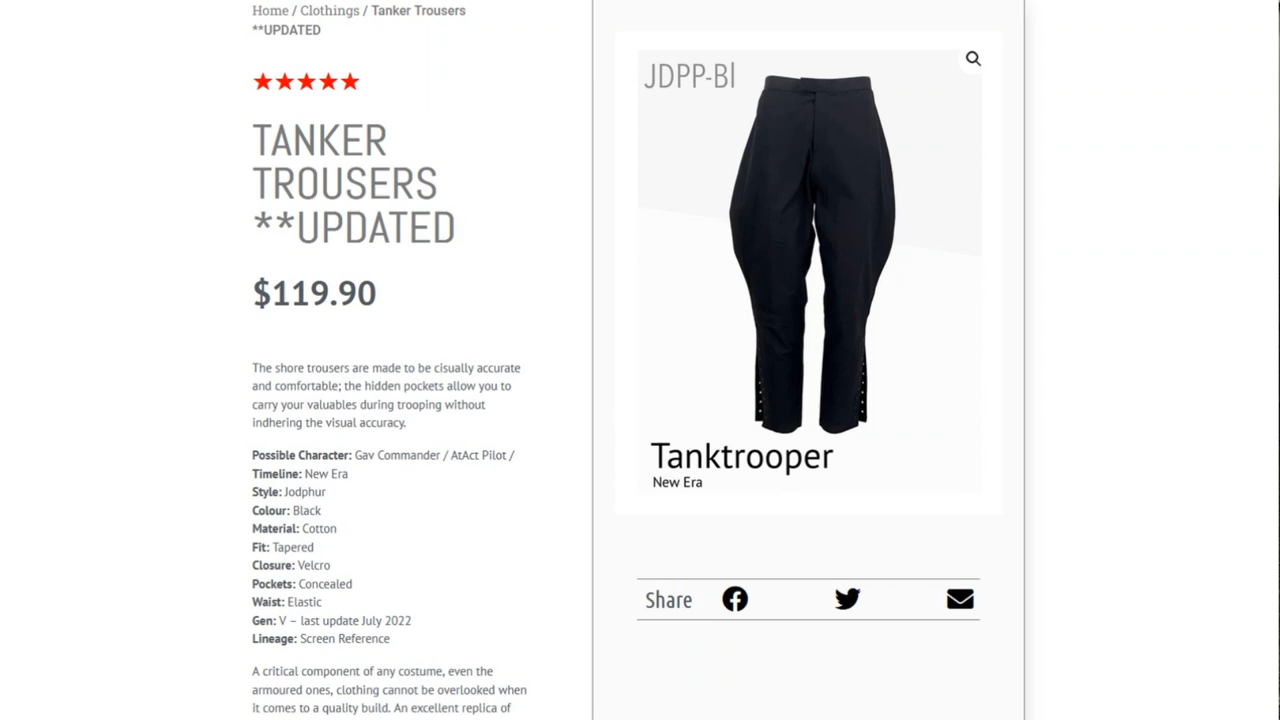 Home / Clothings / Tanker Trousers
**UPDATED
TANKER
TROUSERS
**UPDATED
$119.90
The shore trousers are made to be cisually accurate
and comfortable; the hidden pockets allow you to
carry your valuables during trooping without
indhering the visual accuracy.
Possible Character: Gav Commander / AtAct Pilot /
Timeline: New Era
Style: Jodphur
Colour: Black
Material: Cotton
Fit: Tapered
Closure: Velcro
Pockets: Concealed
Waist: Elastic
Gen: V – last update July 2022
Lineage: Screen Reference
A critical component of any costume, even the
armoured ones, clothing cannot be overlooked when
it comes to a quality build. An excellent replica of
JDPP-Bl
Tanktrooper
New Era
Share